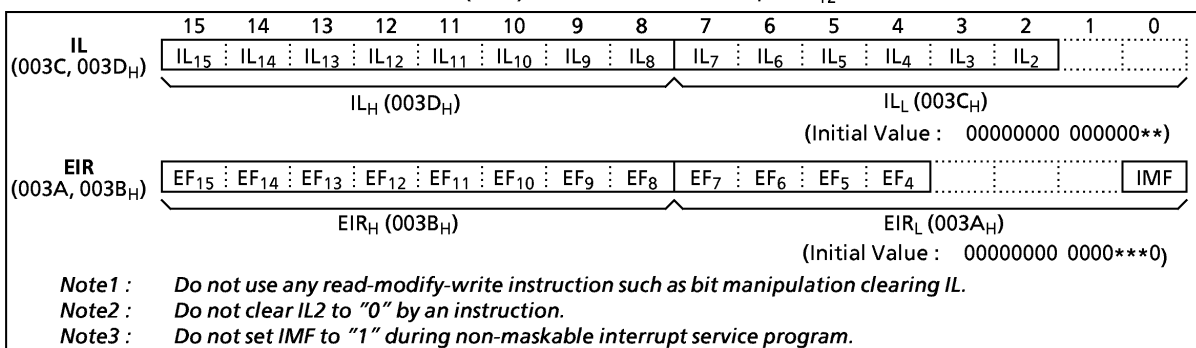 15 14 13 12 11 10 9 8 7 6 5 4 3 2 1 0
IL
(003C, 003DH)
IL15 IL14 IL13 IL12 IL11 IL10 IL9 IL8 IL7 IL6 IL5 IL4 IL3 IL2
ILH (003DH) ILL (003CH)
(Initial Value : 00000000 000000**)
EIR
(003A, 003BH)
EF15 EF14 EF13 EF12 EF11 EF10 EF9 EF8 EF7 EF6 EF5 EF4 IMF
EIRH (003BH) EIRL (003AH)
(Initial Value : 00000000 0000***0)
Note1 : Do not use any read-modify-write instruction such as bit manipulation clearing IL.
Note2 : Do not clear IL2 to "0" by an instruction.
Note3 : Do not set IMF to "1" during non-maskable interrupt service program.